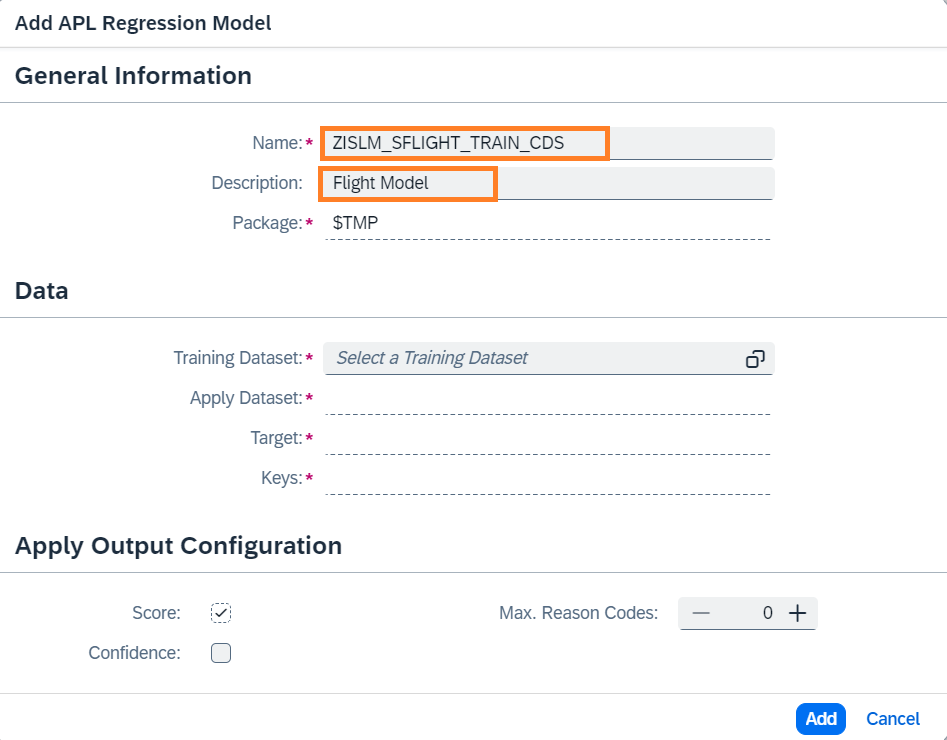 Add APL Regression Model
General Information
Name:* ZISLM_SFLIGHT_TRAIN_CDS
Description: Flight Model
Package:* $TMP
Data
Training Dataset:* Select a Training Dataset
Apply Dataset:*
Target:*
Keys:*
Apply Output Configuration
Score: Max. Reason Codes: 0
Confidence:
Add Cancel